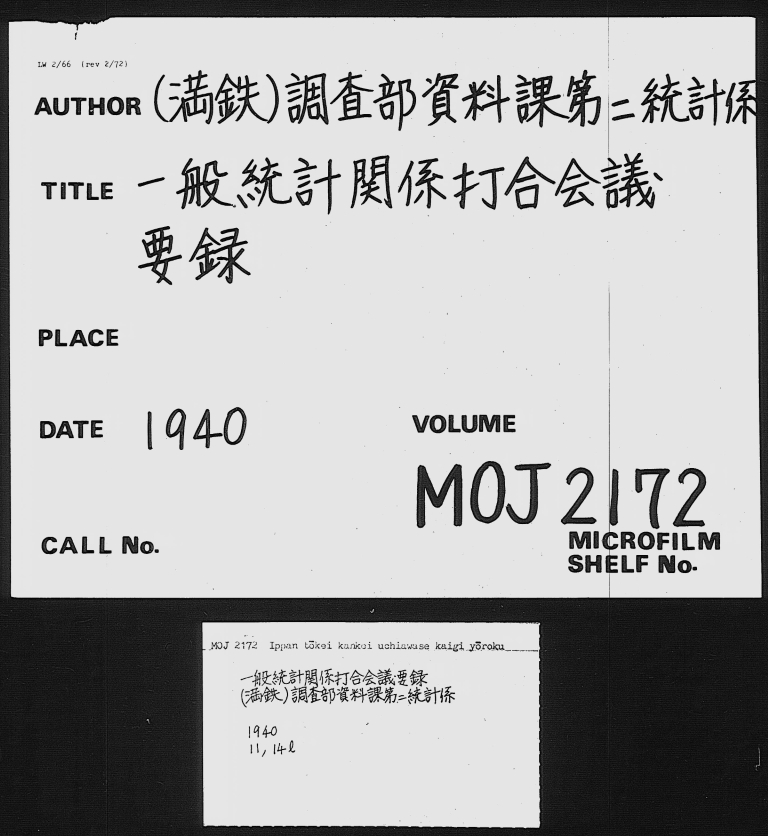 LW 2/66 (rev 2/72)
AUTHOR (満鉄)調査部資料課第二統計係
TITLE 一般統計関係打合会議
要録
PLACE
DATE 1940
VOLUME
MOJ 2172
CALL No.
MICROFILM
SHELF No.
MOJ 2172 Ippan tōkei kankei uchiawase kaigi yōroku
一般統計関係打合会議要録
(満鉄)調査部資料課第二統計係
1940
11, 14l